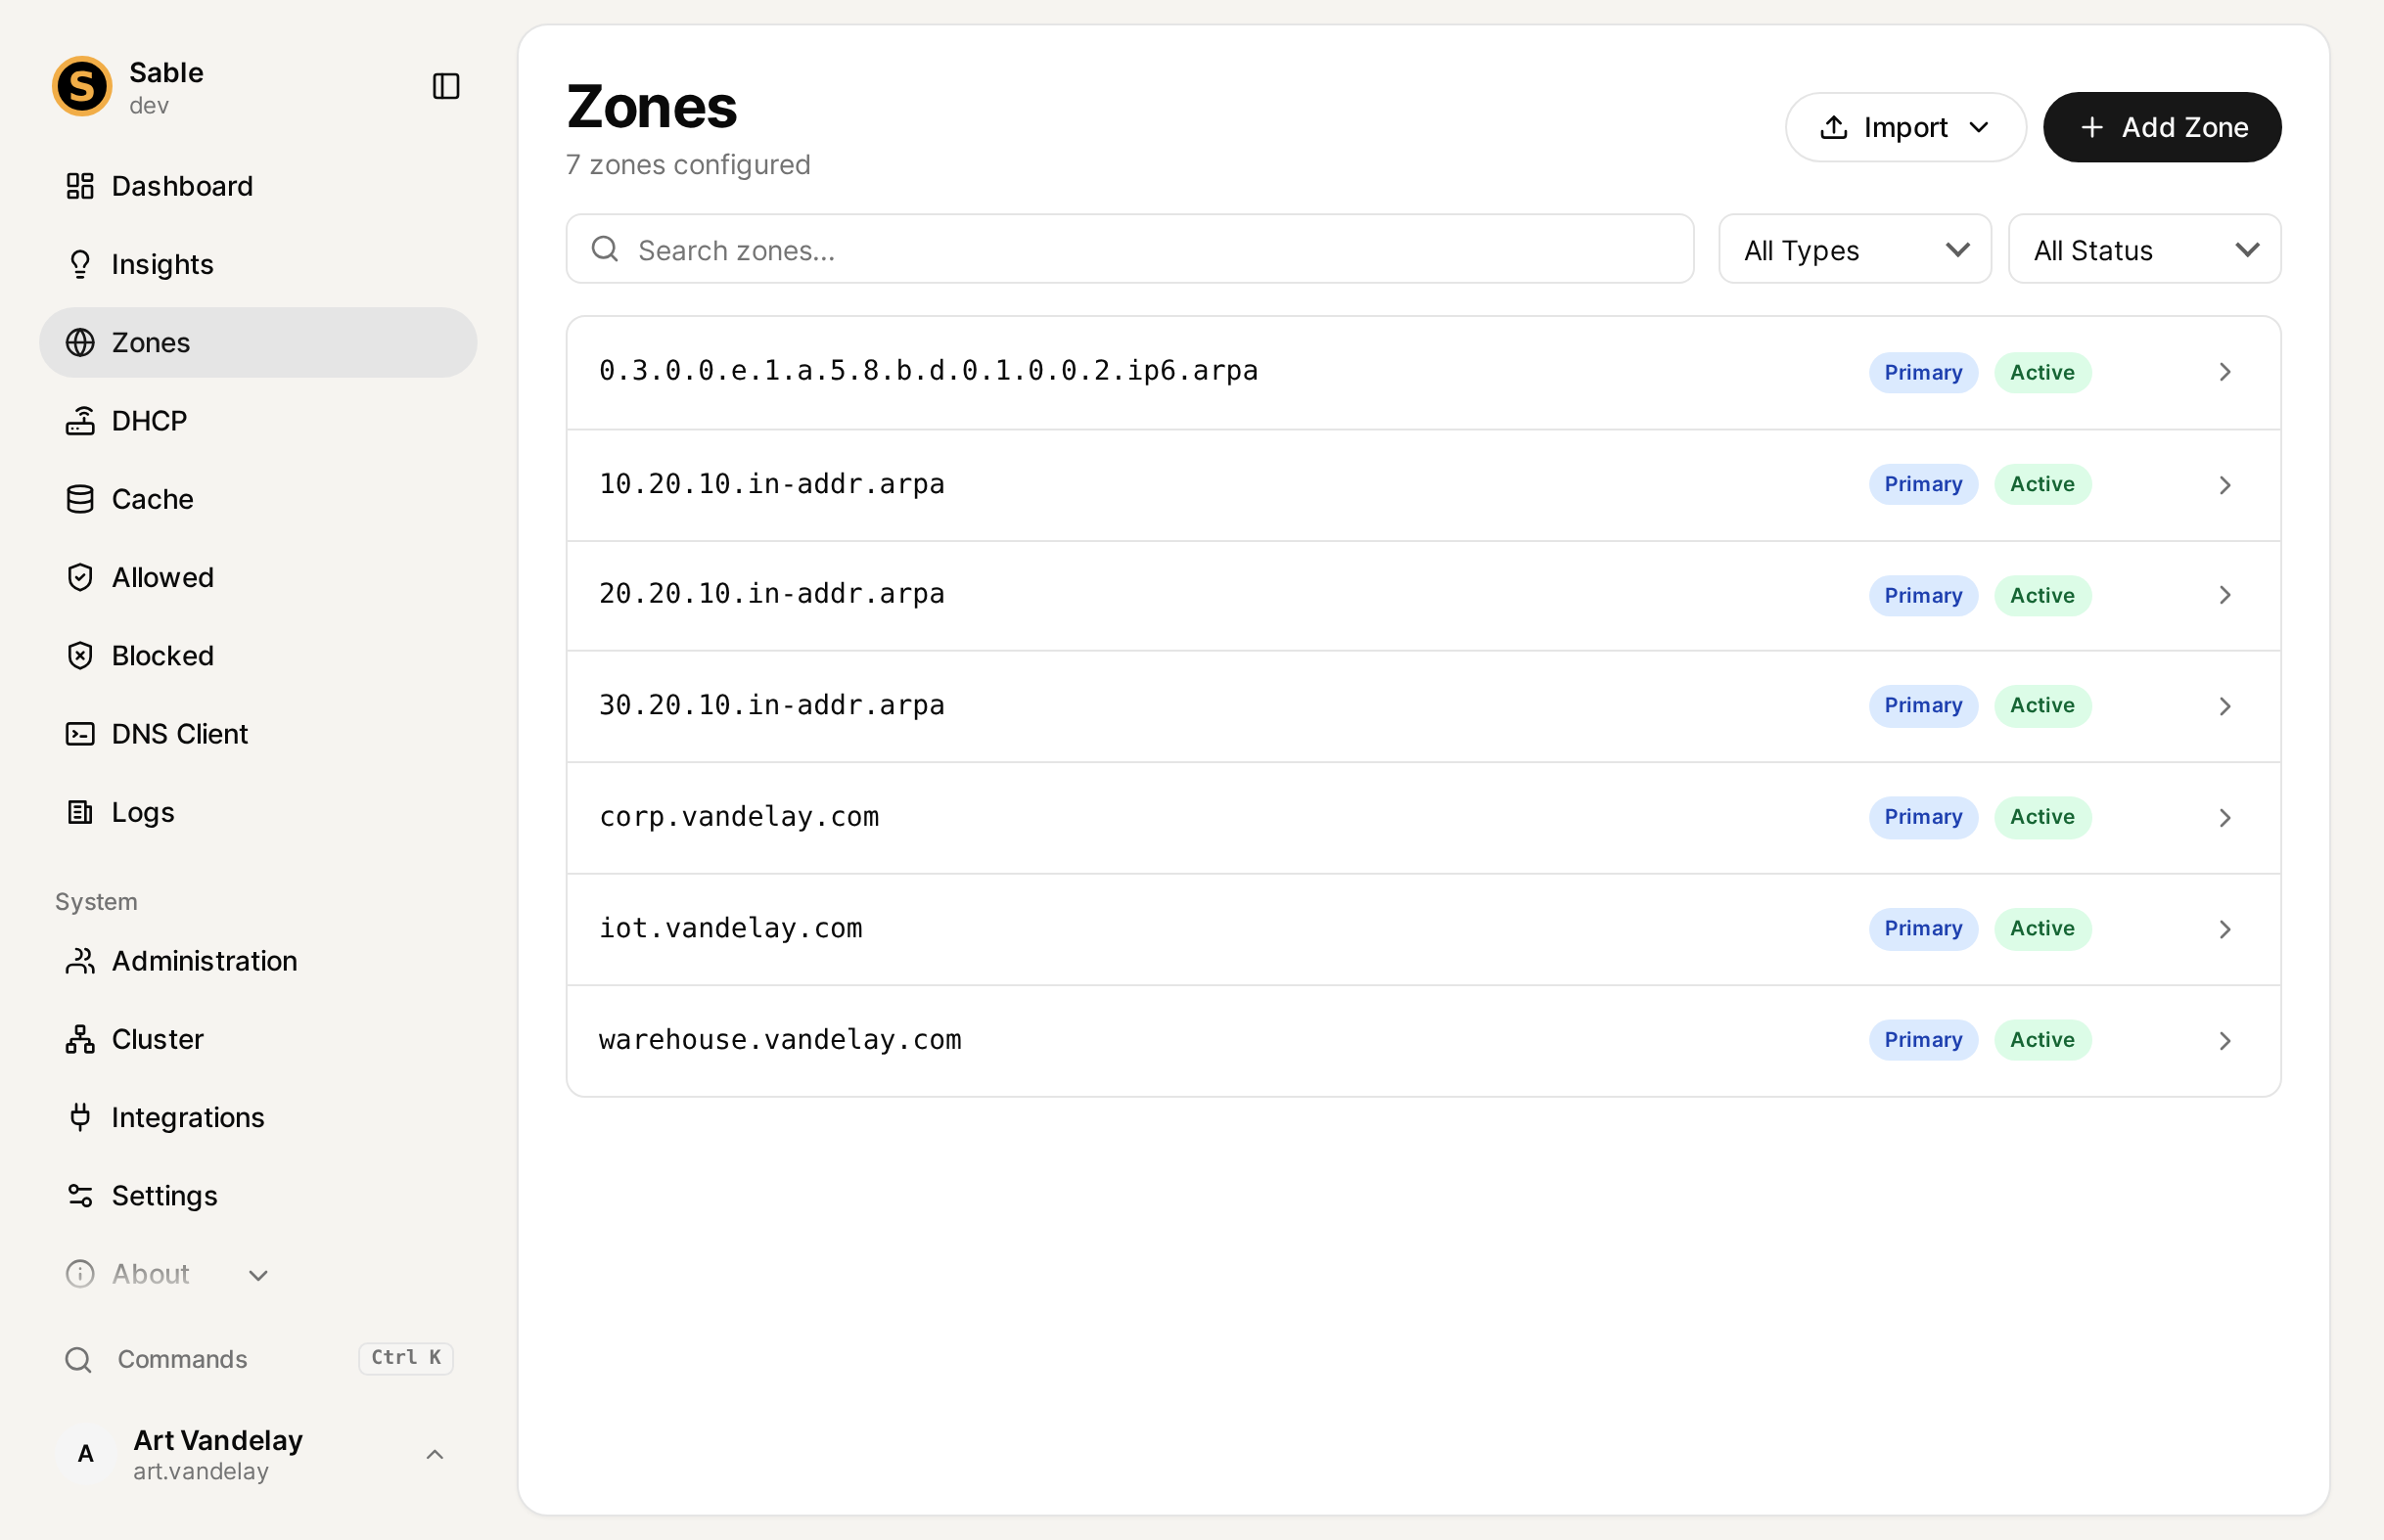 S
Sable
dev
Dashboard
Insights
Zones
DHCP
Cache
Allowed
Blocked
DNS Client
Logs
System
Administration
Cluster
Integrations
Settings
About
Commands Ctrl K
A
Art Vandelay
art.vandelay
Zones
7 zones configured
Import
Add Zone
Search zones...
All Types
All Status
0.3.0.0.e.1.a.5.8.b.d.0.1.0.0.2.ip6.arpa Primary Active
10.20.10.in-addr.arpa Primary Active
20.20.10.in-addr.arpa Primary Active
30.20.10.in-addr.arpa Primary Active
corp.vandelay.com Primary Active
iot.vandelay.com Primary Active
warehouse.vandelay.com Primary Active